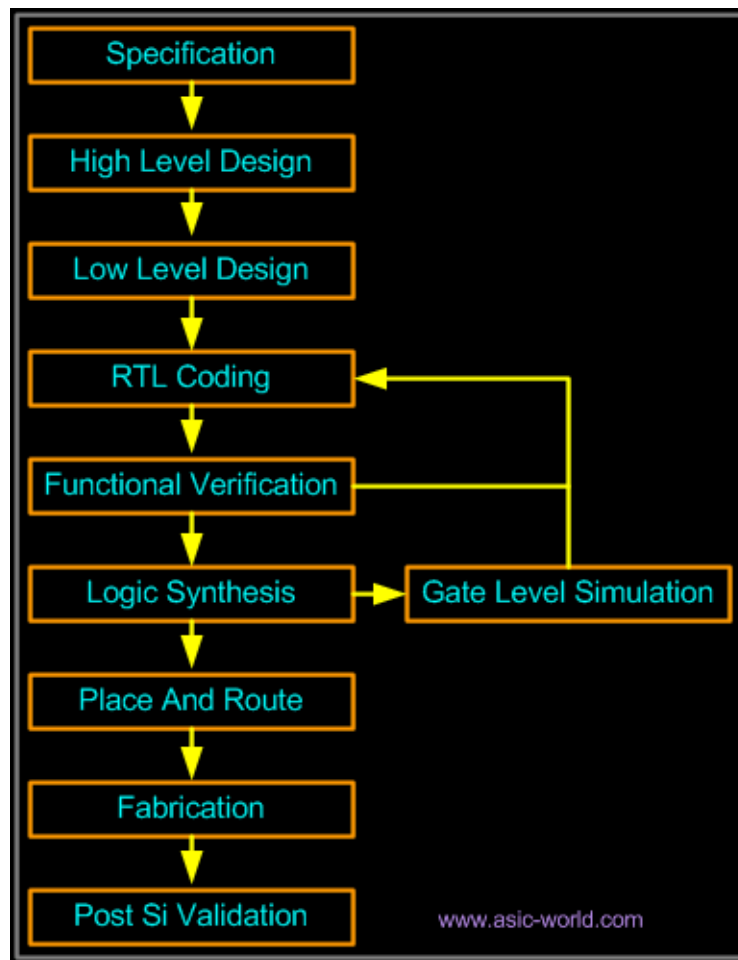 Specification
High Level Design
Low Level Design
RTL Coding
Functional Verification
Logic Synthesis
Gate Level Simulation
Place And Route
Fabrication
Post Si Validation
www.asic-world.com